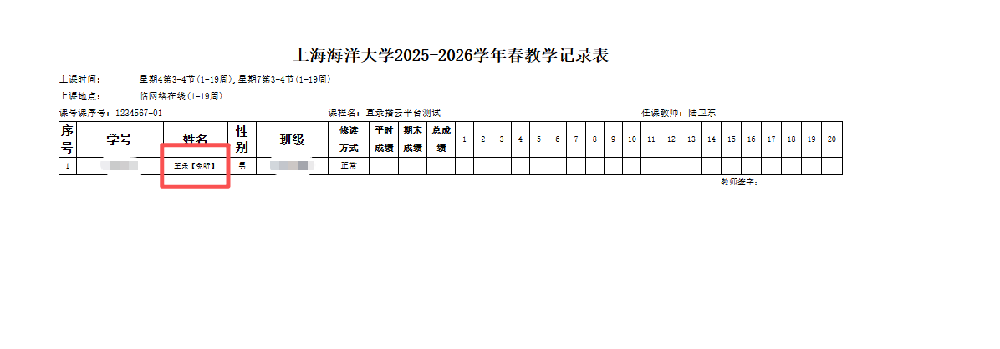 上海海洋大学2025-2026学年春教学记录表
上课时间： 星期4第3-4节(1-19周),星期7第3-4节(1-19周)
上课地点： 临网络在线(1-19周)
课号课序号：1234567-01 课程名：直录播云平台测试 任课教师：陆卫东
序号 学号 姓名 性别 班级 修读方式 平时成绩 期末成绩 总成绩 1 2 3 4 5 6 7 8 9 10 11 12 13 14 15 16 17 18 19 20
1 王乐【免听】 男 正常
教师签字：